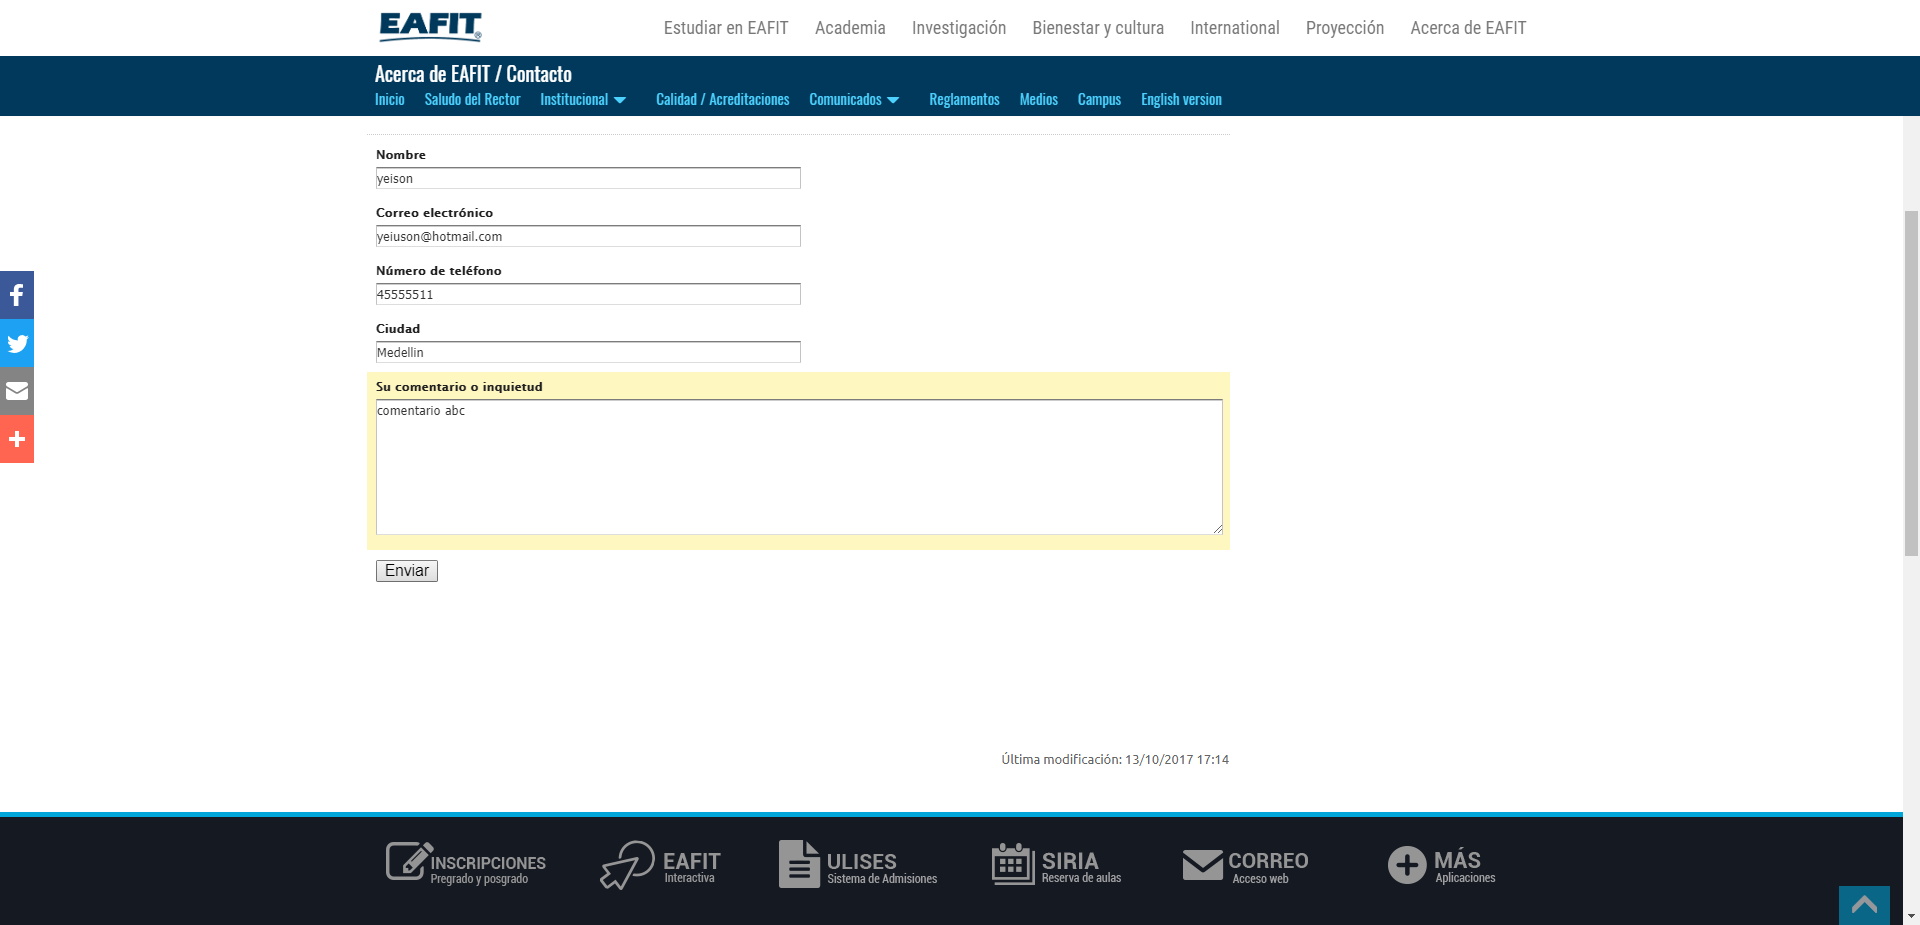 EAFIT®
Estudiar en EAFIT Academia Investigación Bienestar y cultura International Proyección Acerca de EAFIT
Acerca de EAFIT / Contacto
Inicio Saludo del Rector Institucional Calidad / Acreditaciones Comunicados Reglamentos Medios Campus English version
Nombre
yeison
Correo electrónico
yeiuson@hotmail.com
Número de teléfono
45555511
Ciudad
Medellin
Su comentario o inquietud
comentario abc
Enviar
Última modificación: 13/10/2017 17:14
INSCRIPCIONES
Pregrado y posgrado
EAFIT
Interactiva
ULISES
Sistema de Admisiones
SIRIA
Reserva de aulas
CORREO
Acceso web
MÁS
Aplicaciones